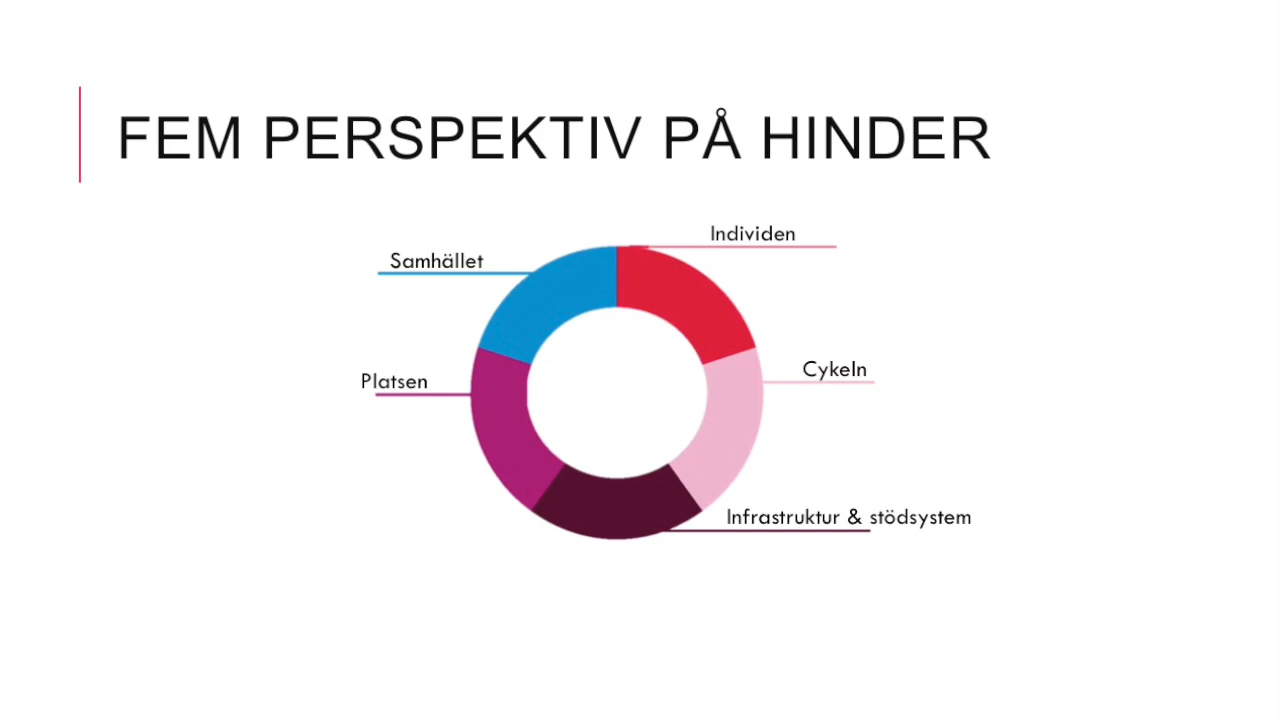 FEM PERSPEKTIV PÅ HINDER
Individen
Samhället
Cykeln
Platsen
Infrastruktur & stödsystem